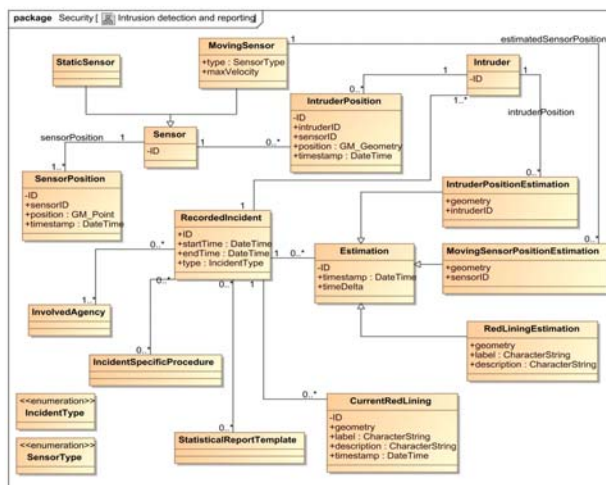 package Security[ Intrusion detection and reporting]
MovingSensor
+type : SensorType
+maxVelocity
1
estimatedSensorPosition
StaticSensor
Intruder
-ID
1
1
1..*
0..*
intruderPosition
IntruderPosition
-ID
+intruderID
+sensorID
+position : GM_Geometry
+timestamp : DateTime
Sensor
-ID
sensorPosition
1
1
0..*
1..*
SensorPosition
-ID
+sensorID
+position : GM_Point
+timestamp : DateTime
0..*
IntruderPositionEstimation
+geometry
+intruderID
1
RecordedIncident
+ID
+startTime : DateTime
+endTime : DateTime
+type : IncidentType
0..*
1
0..*
Estimation
-ID
+timestamp : DateTime
+timeDelta
0..*
MovingSensorPositionEstimation
+geometry
+sensorID
0..*
0..*
1
1..*
InvolvedAgency
RedLiningEstimation
+geometry
+label : CharacterString
+description : CharacterString
0..*
IncidentSpecificProcedure
<<enumeration>>
IncidentType
0..*
CurrentRedLining
-ID
+geometry
+label : CharacterString
+description : CharacterString
+timestamp : DateTime
0..*
StatisticalReportTemplate
<<enumeration>>
SensorType